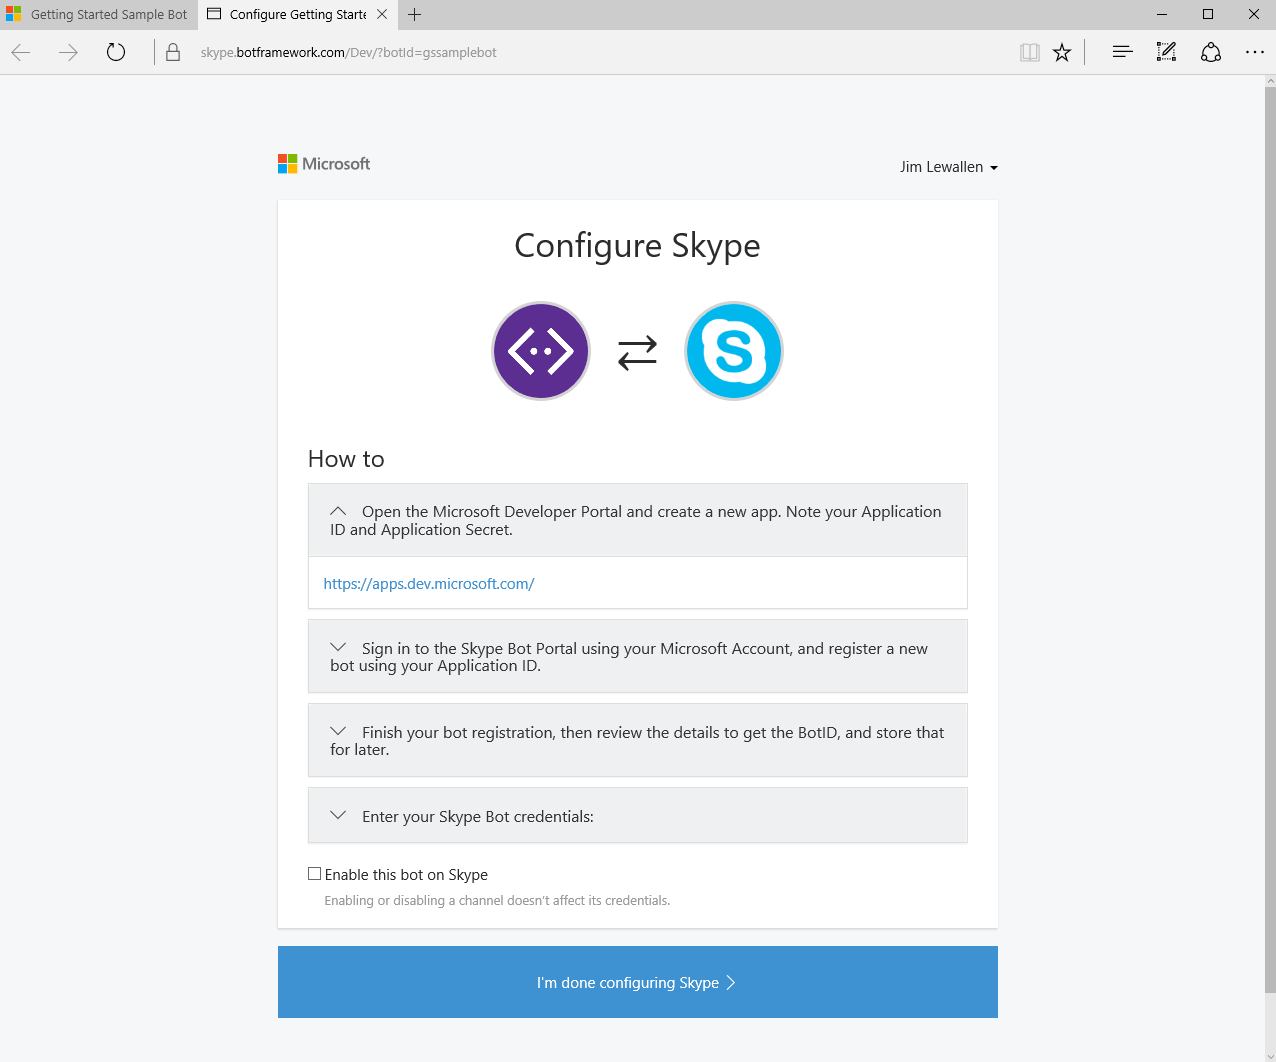 Getting Started Sample Bot
Configure Getting Starte
skype.botframework.com/Dev/?botId=gssamplebot
Microsoft
Jim Lewallen
Configure Skype
How to
Open the Microsoft Developer Portal and create a new app. Note your Application
ID and Application Secret.
https://apps.dev.microsoft.com/
Sign in to the Skype Bot Portal using your Microsoft Account, and register a new
bot using your Application ID.
Finish your bot registration, then review the details to get the BotID, and store that
for later.
Enter your Skype Bot credentials:
Enable this bot on Skype
Enabling or disabling a channel doesn't affect its credentials.
I'm done configuring Skype